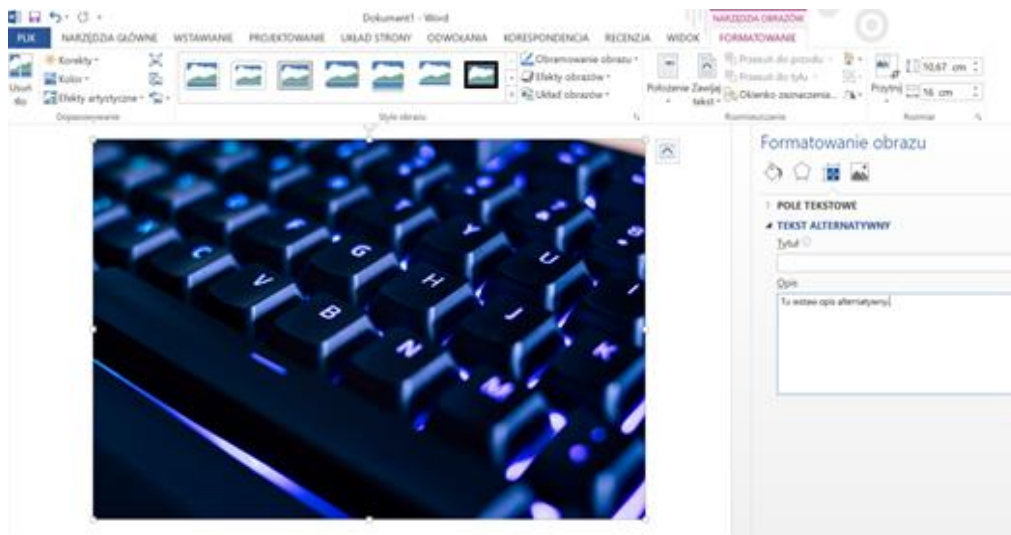 Dokument1 - Word
NARZĘDZIA OBRAZÓW
PLIK NARZĘDZIA GŁÓWNE WSTAWIANIE PROJEKTOWANIE UKŁAD STRONY ODWOŁANIA KORESPONDENCJA RECENZJA WIDOK FORMATOWANIE
Usuń tło
Korekty
Kolor
Efekty artystyczne
Dopasowywanie
Obramowanie obrazu
Efekty obrazów
Układ obrazów
Style obrazu
Położenie
Zawijaj tekst
Przesuń do przodu
Przesuń do tyłu
Okienko zaznaczenia...
Rozmieszczanie
Przytnij
10,67 cm
16 cm
Rozmiar
Formatowanie obrazu
POLE TEKSTOWE
TEKST ALTERNATYWNY
Tytuł
Opis
Tu wstaw opis alternatywny
F
G
Y
U
C
V
H
B
J
I
N
K
M